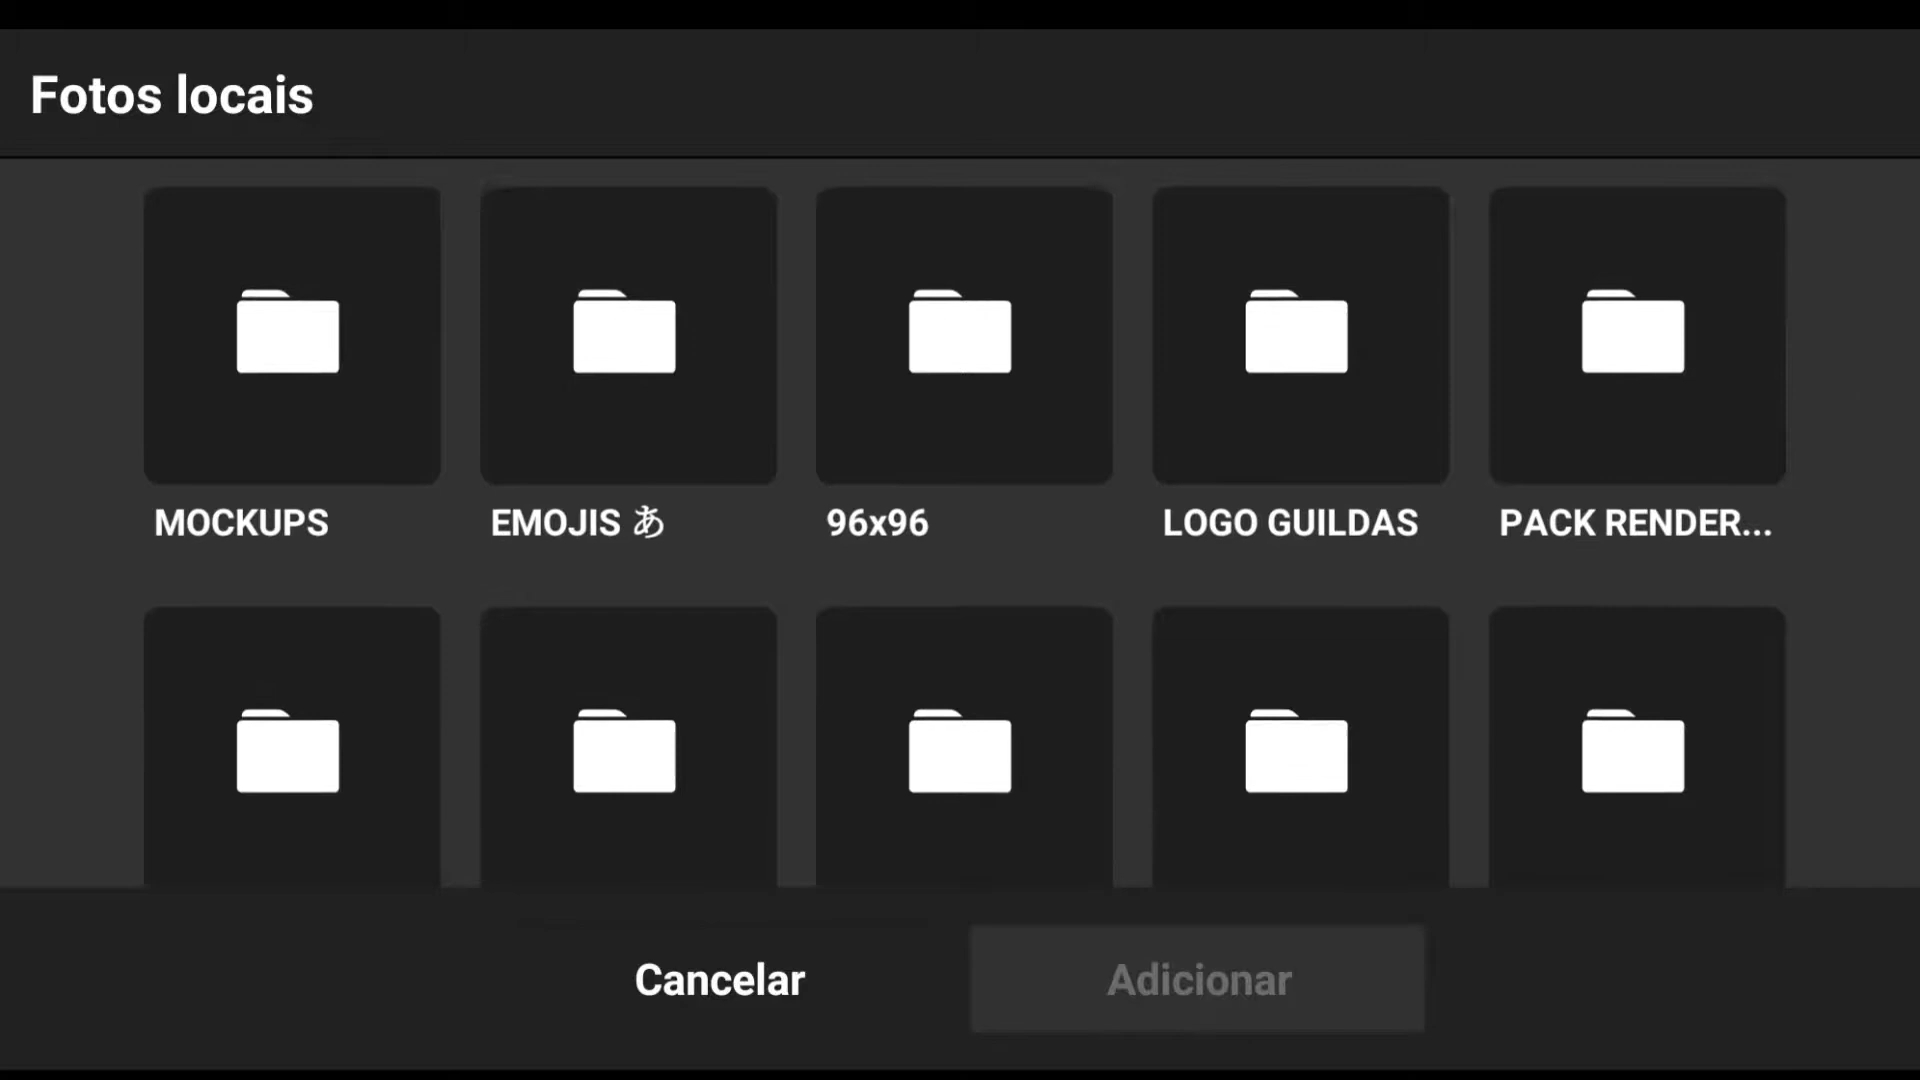 Fotos locais
MOCKUPS
EMOJIS あ
96x96
LOGO GUILDAS
PACK RENDER...
Cancelar
Adicionar